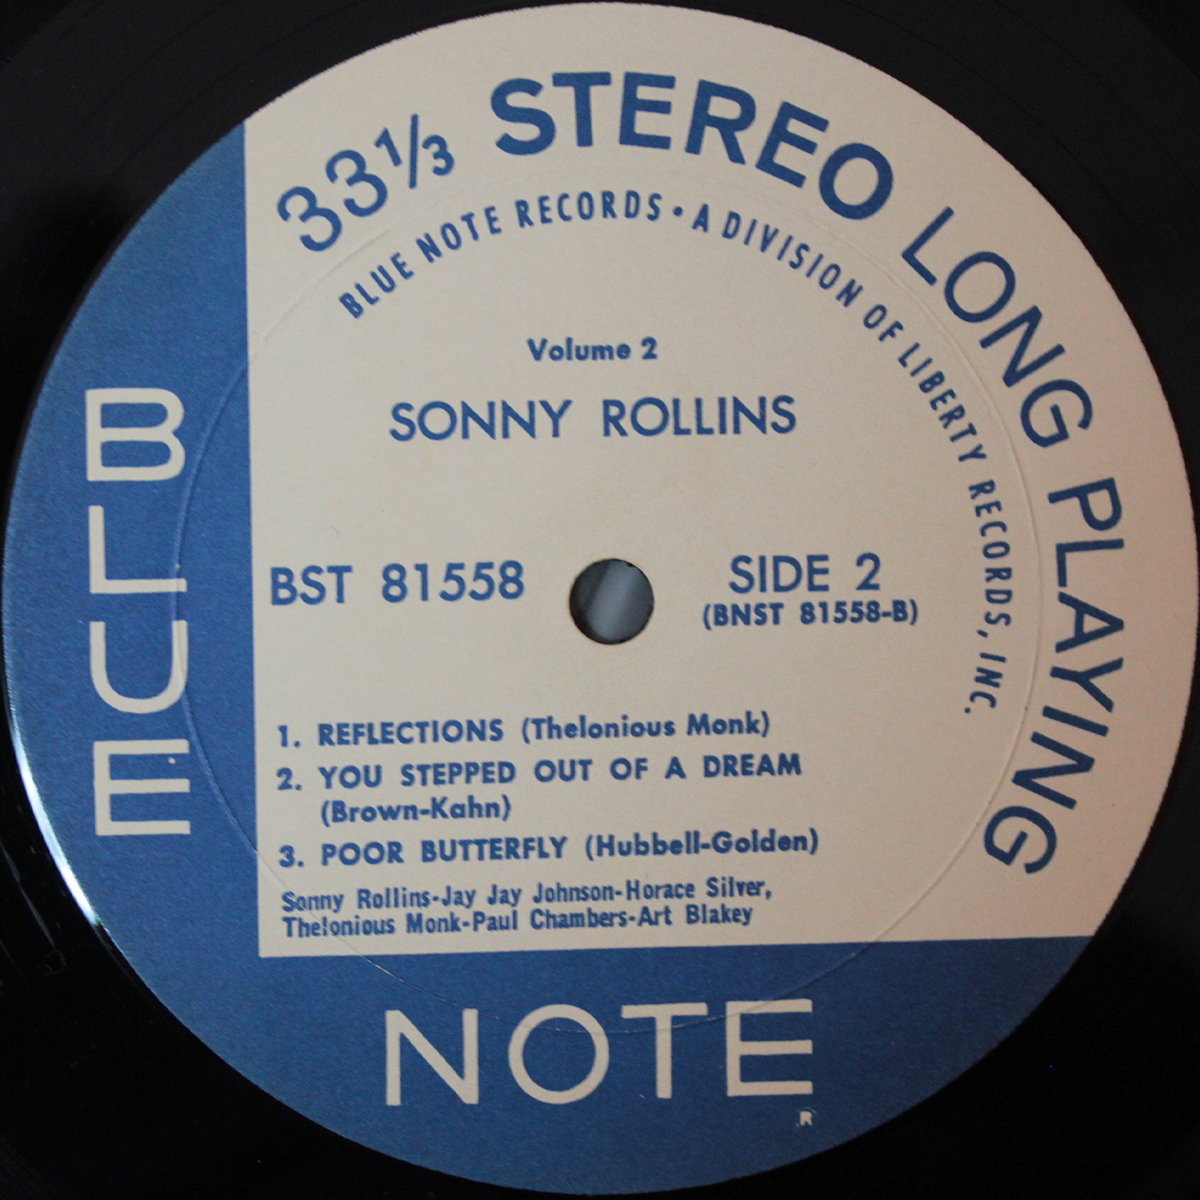 33 1/3 STEREO LONG PLAYING
BLUE NOTE RECORDS • A DIVISION OF LIBERTY RECORDS, INC.
Volume 2
SONNY ROLLINS
BST 81558
SIDE 2
(BNST 81558-B)
1. REFLECTIONS (Thelonious Monk)
2. YOU STEPPED OUT OF A DREAM
(Brown-Kahn)
3. POOR BUTTERFLY (Hubbell-Golden)
Sonny Rollins-Jay Jay Johnson-Horace Silver,
Thelonious Monk-Paul Chambers-Art Blakey
BLUE
NOTE
R